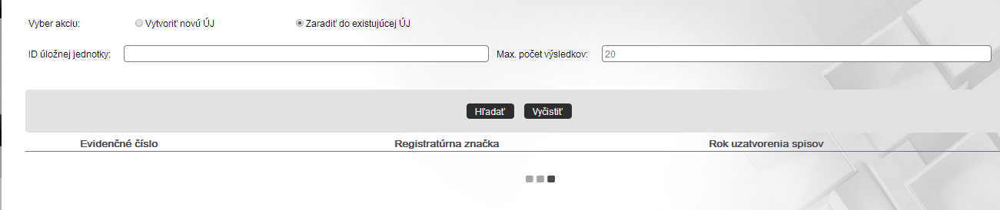 Vyber akciu: Vytvoriť novú ÚJ Zaradiť do existujúcej ÚJ
ID úložnej jednotky: Max. počet výsledkov: 20
Hľadať Vyčistiť
Evidenčné číslo Registratúrna značka Rok uzatvorenia spisov